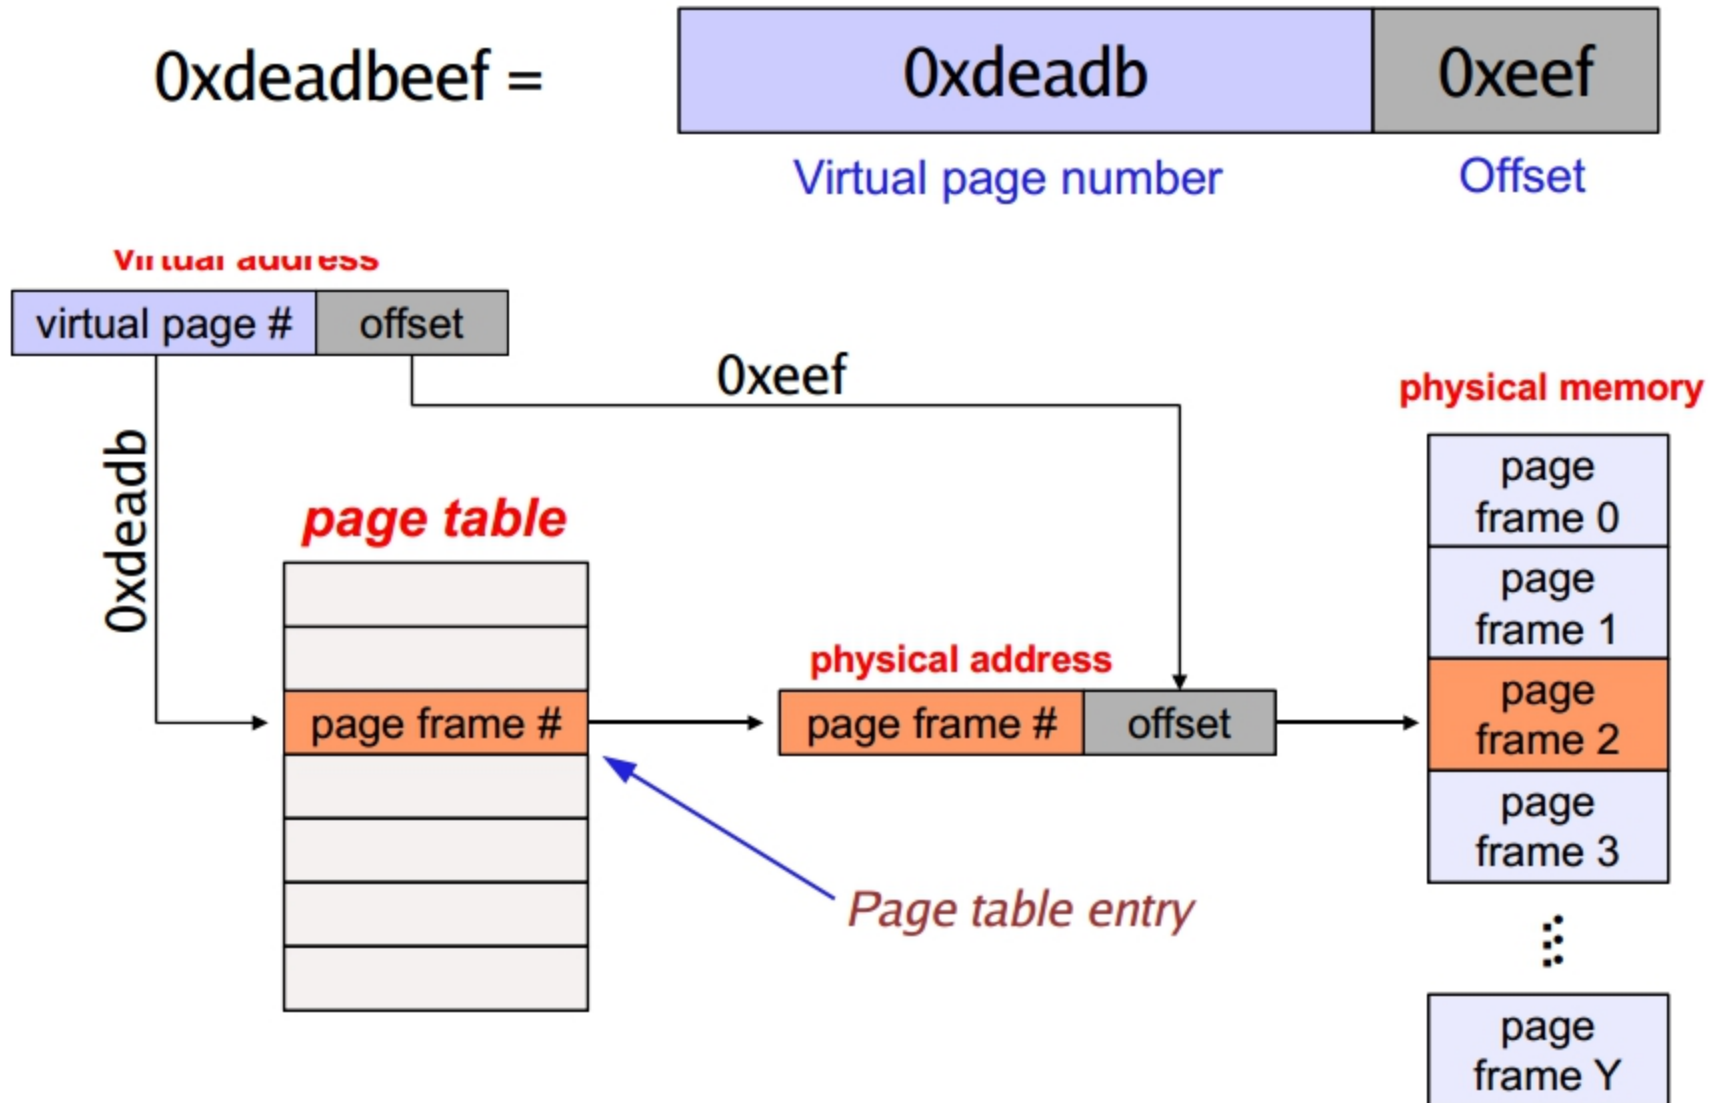 0xdeadbeef =
0xdeadb
0xeef
Virtual page number
Offset
Virtual address
virtual page #
offset
0xeef
0xdeadb
physical memory
page
frame 0
page
frame 1
page table
page frame #
physical address
page frame #
offset
page
frame 2
page
frame 3
Page table entry
page
frame Y